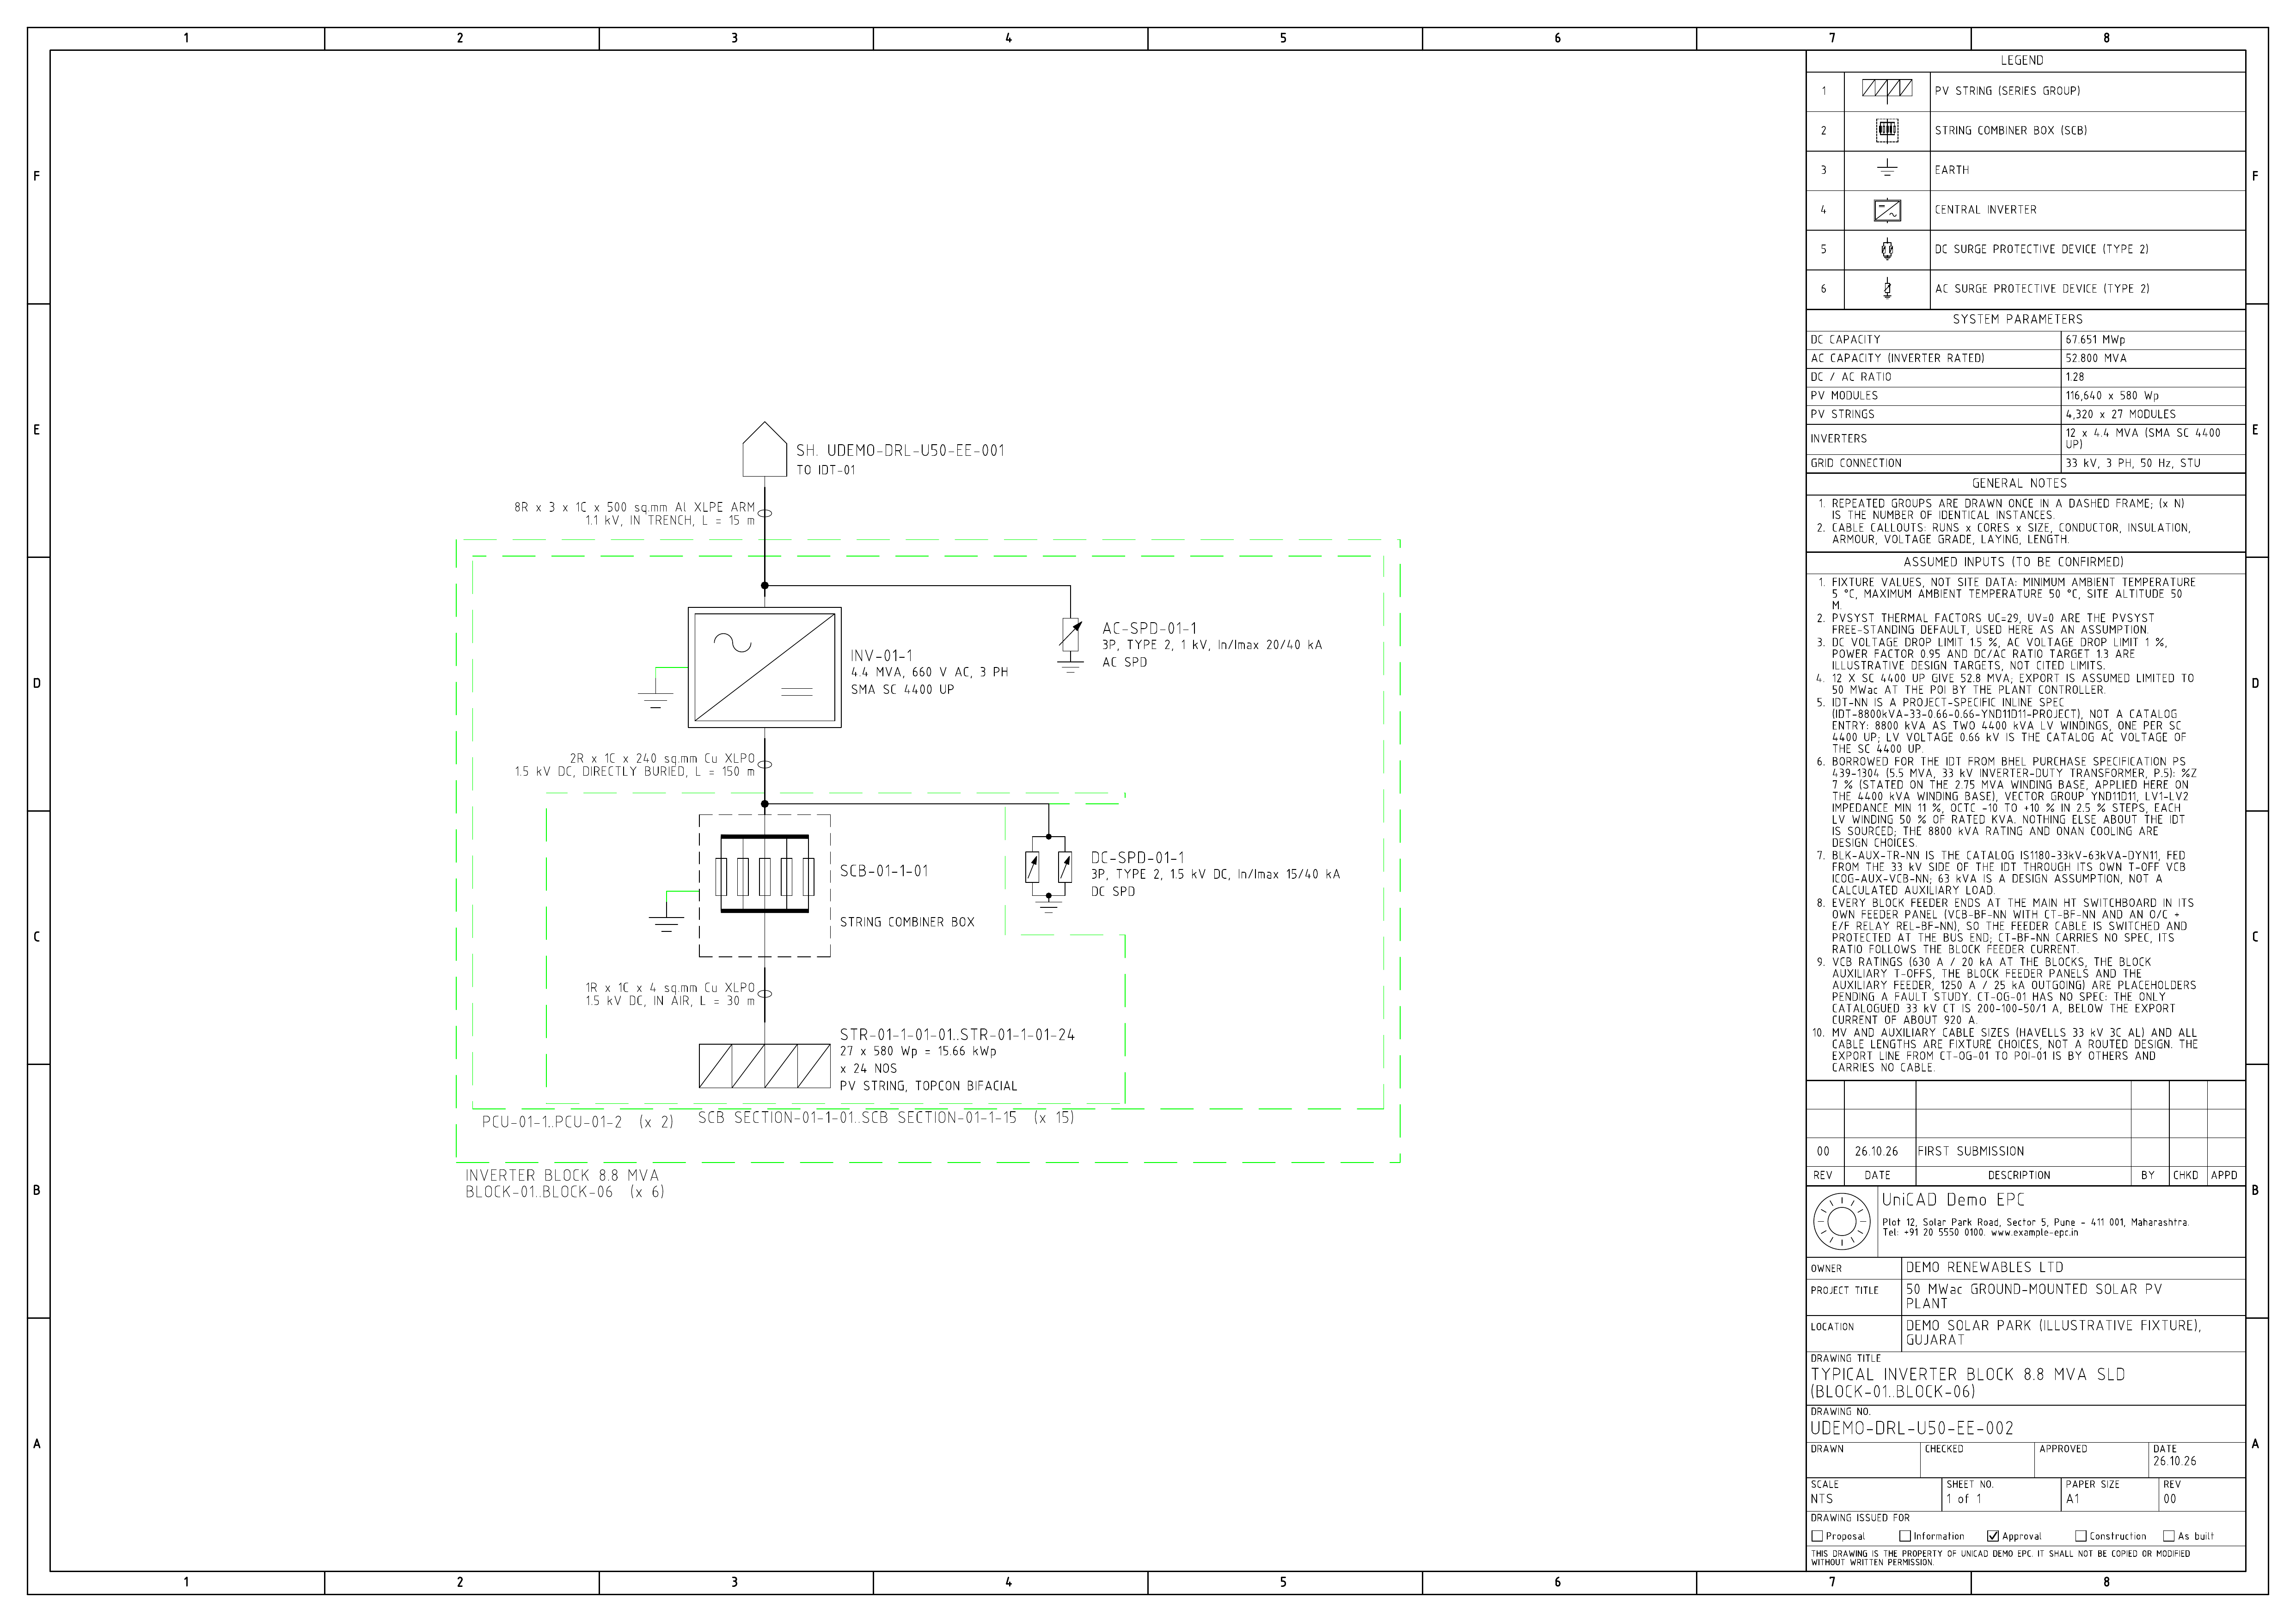 1 2 3 4 5 6 7 8
F
E
D
C
B
A
SH. UDEMO-DRL-U50-EE-001
TO IDT-01
8R x 3 x 1C x 500 sq.mm Al XLPE ARM
1.1 kV, IN TRENCH, L = 15 m
AC-SPD-01-1
3P, TYPE 2, 1 kV, In/Imax 20/40 kA
AC SPD
INV-01-1
4.4 MVA, 660 V AC, 3 PH
SMA SC 4400 UP
2R x 1C x 240 sq.mm Cu XLPO
1.5 kV DC, DIRECTLY BURIED, L = 150 m
SCB-01-1-01
STRING COMBINER BOX
DC-SPD-01-1
3P, TYPE 2, 1.5 kV DC, In/Imax 15/40 kA
DC SPD
1R x 1C x 4 sq.mm Cu XLPO
1.5 kV DC, IN AIR, L = 30 m
STR-01-1-01-01..STR-01-1-01-24
27 x 580 Wp = 15.66 kWp
x 24 NOS
PV STRING, TOPCON BIFACIAL
PCU-01-1..PCU-01-2 (x 2)
SCB SECTION-01-1-01..SCB SECTION-01-1-15 (x 15)
INVERTER BLOCK 8.8 MVA
BLOCK-01..BLOCK-06 (x 6)
LEGEND
1 PV STRING (SERIES GROUP)
2 STRING COMBINER BOX (SCB)
3 EARTH
4 CENTRAL INVERTER
5 DC SURGE PROTECTIVE DEVICE (TYPE 2)
6 AC SURGE PROTECTIVE DEVICE (TYPE 2)
SYSTEM PARAMETERS
DC CAPACITY 67.651 MWp
AC CAPACITY (INVERTER RATED) 52.800 MVA
DC / AC RATIO 1.28
PV MODULES 116,640 x 580 Wp
PV STRINGS 4,320 x 27 MODULES
INVERTERS 12 x 4.4 MVA (SMA SC 4400
UP)
GRID CONNECTION 33 kV, 3 PH, 50 Hz, STU
GENERAL NOTES
1. REPEATED GROUPS ARE DRAWN ONCE IN A DASHED FRAME; (x N)
IS THE NUMBER OF IDENTICAL INSTANCES.
2. CABLE CALLOUTS: RUNS x CORES x SIZE, CONDUCTOR, INSULATION,
ARMOUR, VOLTAGE GRADE, LAYING, LENGTH.
ASSUMED INPUTS (TO BE CONFIRMED)
1. FIXTURE VALUES, NOT SITE DATA: MINIMUM AMBIENT TEMPERATURE
5 °C, MAXIMUM AMBIENT TEMPERATURE 50 °C, SITE ALTITUDE 50
M.
2. PVSYST THERMAL FACTORS UC=29, UV=0 ARE THE PVSYST
FREE-STANDING DEFAULT, USED HERE AS AN ASSUMPTION.
3. DC VOLTAGE DROP LIMIT 1.5 %, AC VOLTAGE DROP LIMIT 1 %,
POWER FACTOR 0.95 AND DC/AC RATIO TARGET 1.3 ARE
ILLUSTRATIVE DESIGN TARGETS, NOT CITED LIMITS.
4. 12 X SC 4400 UP GIVE 52.8 MVA; EXPORT IS ASSUMED LIMITED TO
50 MWac AT THE POI BY THE PLANT CONTROLLER.
5. IDT-NN IS A PROJECT-SPECIFIC INLINE SPEC
(IDT-8800kVA-33-0.66-0.66-YND11D11-PROJECT), NOT A CATALOG
ENTRY: 8800 kVA AS TWO 4400 kVA LV WINDINGS, ONE PER SC
4400 UP; LV VOLTAGE 0.66 kV IS THE CATALOG AC VOLTAGE OF
THE SC 4400 UP.
6. BORROWED FOR THE IDT FROM BHEL PURCHASE SPECIFICATION PS
439-1304 (5.5 MVA, 33 kV INVERTER-DUTY TRANSFORMER, P.5): %Z
7 % (STATED ON THE 2.75 MVA WINDING BASE, APPLIED HERE ON
THE 4400 kVA WINDING BASE), VECTOR GROUP YND11D11, LV1-LV2
IMPEDANCE MIN 11 %, OCTC -10 TO +10 % IN 2.5 % STEPS, EACH
LV WINDING 50 % OF RATED KVA. NOTHING ELSE ABOUT THE IDT
IS SOURCED; THE 8800 kVA RATING AND ONAN COOLING ARE
DESIGN CHOICES.
7. BLK-AUX-TR-NN IS THE CATALOG IS1180-33kV-63kVA-DYN11, FED
FROM THE 33 kV SIDE OF THE IDT THROUGH ITS OWN T-OFF VCB
ICOG-AUX-VCB-NN; 63 kVA IS A DESIGN ASSUMPTION, NOT A
CALCULATED AUXILIARY LOAD.
8. EVERY BLOCK FEEDER ENDS AT THE MAIN HT SWITCHBOARD IN ITS
OWN FEEDER PANEL (VCB-BF-NN WITH CT-BF-NN AND AN O/C +
E/F RELAY REL-BF-NN), SO THE FEEDER CABLE IS SWITCHED AND
PROTECTED AT THE BUS END; CT-BF-NN CARRIES NO SPEC, ITS
RATIO FOLLOWS THE BLOCK FEEDER CURRENT.
9. VCB RATINGS (630 A / 20 kA AT THE BLOCKS, THE BLOCK
AUXILIARY T-OFFS, THE BLOCK FEEDER PANELS AND THE
AUXILIARY FEEDER, 1250 A / 25 kA OUTGOING) ARE PLACEHOLDERS
PENDING A FAULT STUDY. CT-OG-01 HAS NO SPEC: THE ONLY
CATALOGUED 33 kV CT IS 200-100-50/1 A, BELOW THE EXPORT
CURRENT OF ABOUT 920 A.
10. MV AND AUXILIARY CABLE SIZES (HAVELLS 33 kV 3C AL) AND ALL
CABLE LENGTHS ARE FIXTURE CHOICES, NOT A ROUTED DESIGN. THE
EXPORT LINE FROM CT-OG-01 TO POI-01 IS BY OTHERS AND
CARRIES NO CABLE.
00 26.10.26 FIRST SUBMISSION
REV DATE DESCRIPTION BY CHKD APPD
UniCAD Demo EPC
Plot 12, Solar Park Road, Sector 5, Pune - 411 001, Maharashtra.
Tel: +91 20 5550 0100. www.example-epc.in
OWNER DEMO RENEWABLES LTD
PROJECT TITLE 50 MWac GROUND-MOUNTED SOLAR PV
PLANT
LOCATION DEMO SOLAR PARK (ILLUSTRATIVE FIXTURE),
GUJARAT
DRAWING TITLE
TYPICAL INVERTER BLOCK 8.8 MVA SLD
(BLOCK-01..BLOCK-06)
DRAWING NO.
UDEMO-DRL-U50-EE-002
DRAWN CHECKED APPROVED DATE
26.10.26
SCALE SHEET NO. PAPER SIZE REV
NTS 1 of 1 A1 00
DRAWING ISSUED FOR
Proposal Information Approval Construction As built
THIS DRAWING IS THE PROPERTY OF UNICAD DEMO EPC. IT SHALL NOT BE COPIED OR MODIFIED
WITHOUT WRITTEN PERMISSION.
F
E
D
C
B
A
1 2 3 4 5 6 7 8